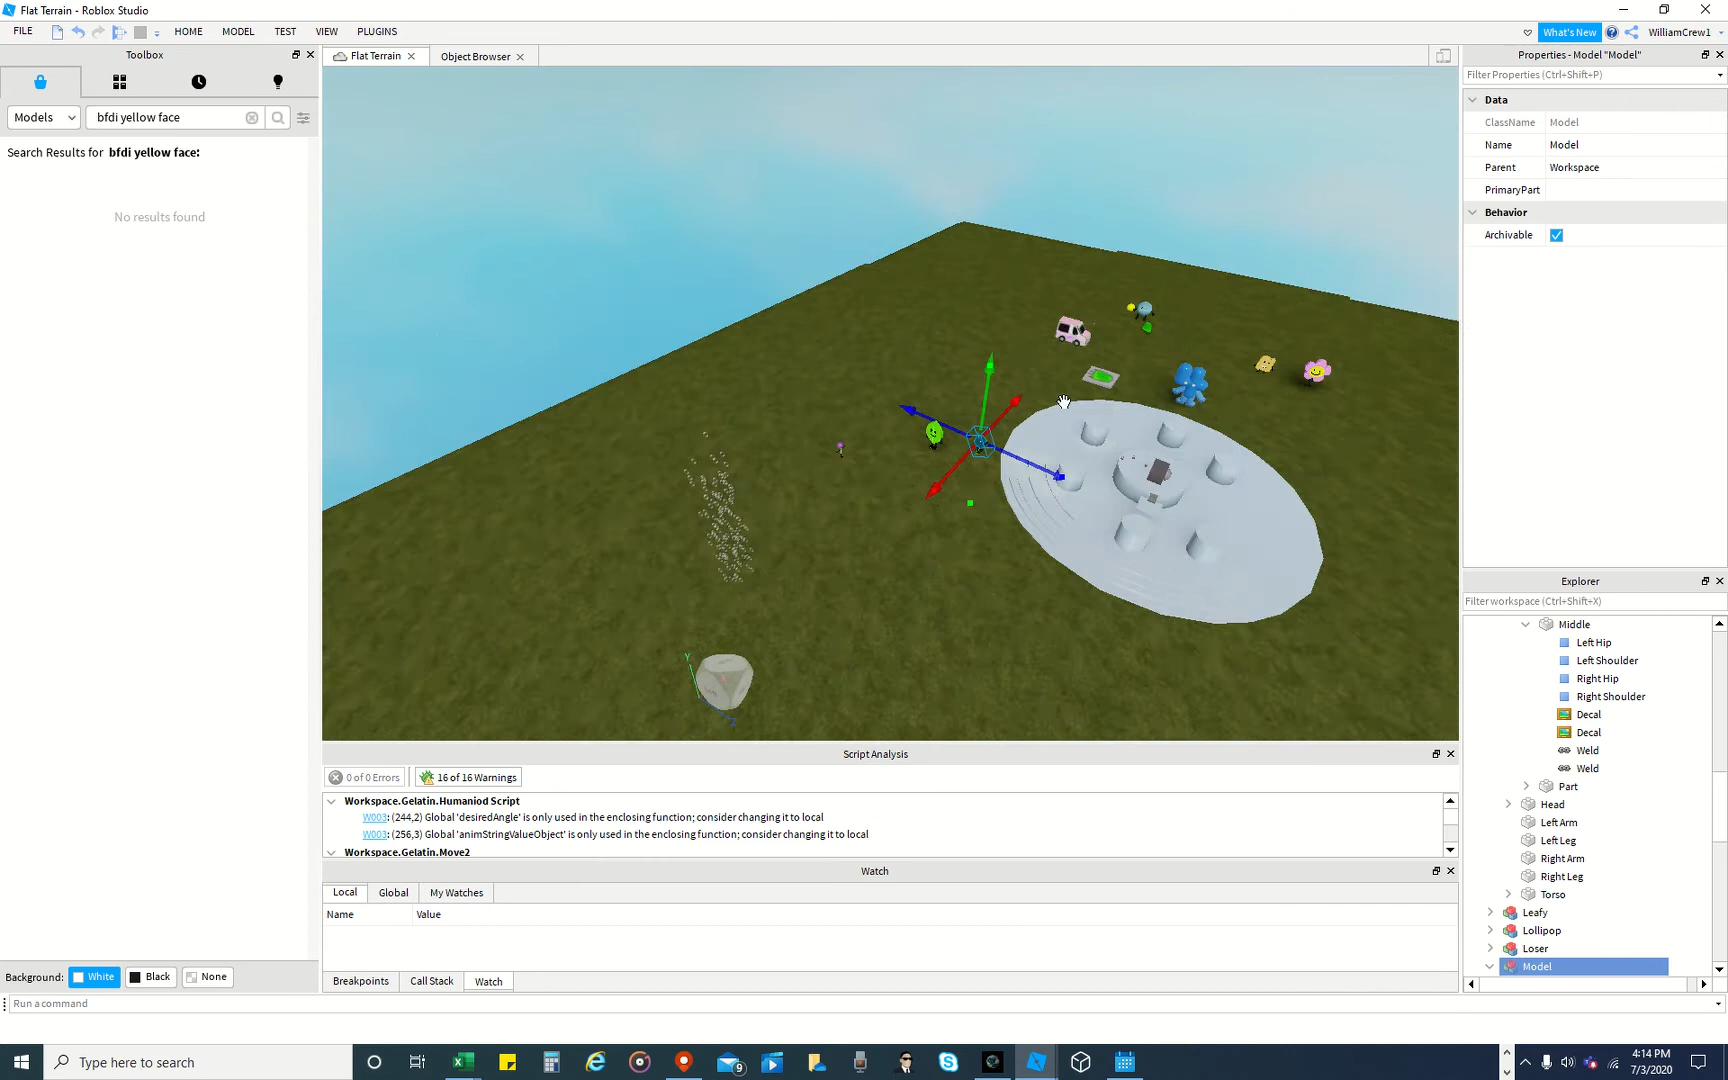 Flat Terrain - Roblox Studio
FILE HOME MODEL TEST VIEW PLUGINS What's New WilliamCrew1
Toolbox
Models bfdi yellow face
Search Results for bfdi yellow face:
No results found
Background: White Black None
Flat Terrain Object Browser
Y
Z
Script Analysis
0 of 0 Errors 16 of 16 Warnings
Workspace.Gelatin.Humaniod Script
W003: (244,2) Global 'desiredAngle' is only used in the enclosing function; consider changing it to local
W003: (256,3) Global 'animStringValueObject' is only used in the enclosing function; consider changing it to local
Workspace.Gelatin.Move2
Watch
Local Global My Watches
Name Value
Breakpoints Call Stack Watch
Properties - Model "Model"
Filter Properties (Ctrl+Shift+P)
Data
ClassName Model
Name Model
Parent Workspace
PrimaryPart
Behavior
Archivable
Explorer
Filter workspace (Ctrl+Shift+X)
Middle
Left Hip
Left Shoulder
Right Hip
Right Shoulder
Decal
Decal
Weld
Weld
Part
Head
Left Arm
Left Leg
Right Arm
Right Leg
Torso
Leafy
Lollipop
Loser
Model
Run a command
Type here to search
9
4:14 PM
7/3/2020